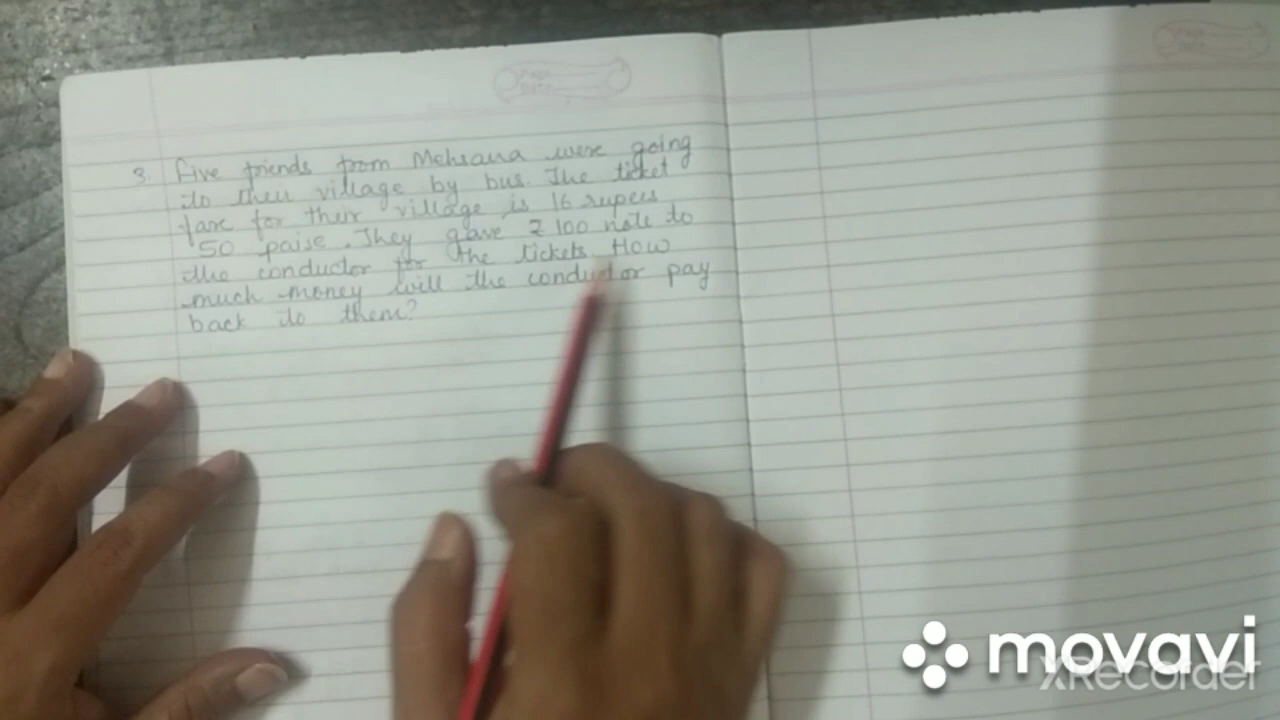 3. Five friends from Mehsana were going
to their village by bus. The ticket
fare for their village is 16 rupees
50 paise. They gave ₹ 100 note to
the conductor for the tickets. How
much money will the conductor pay
back to them?
movavi
XRecorder